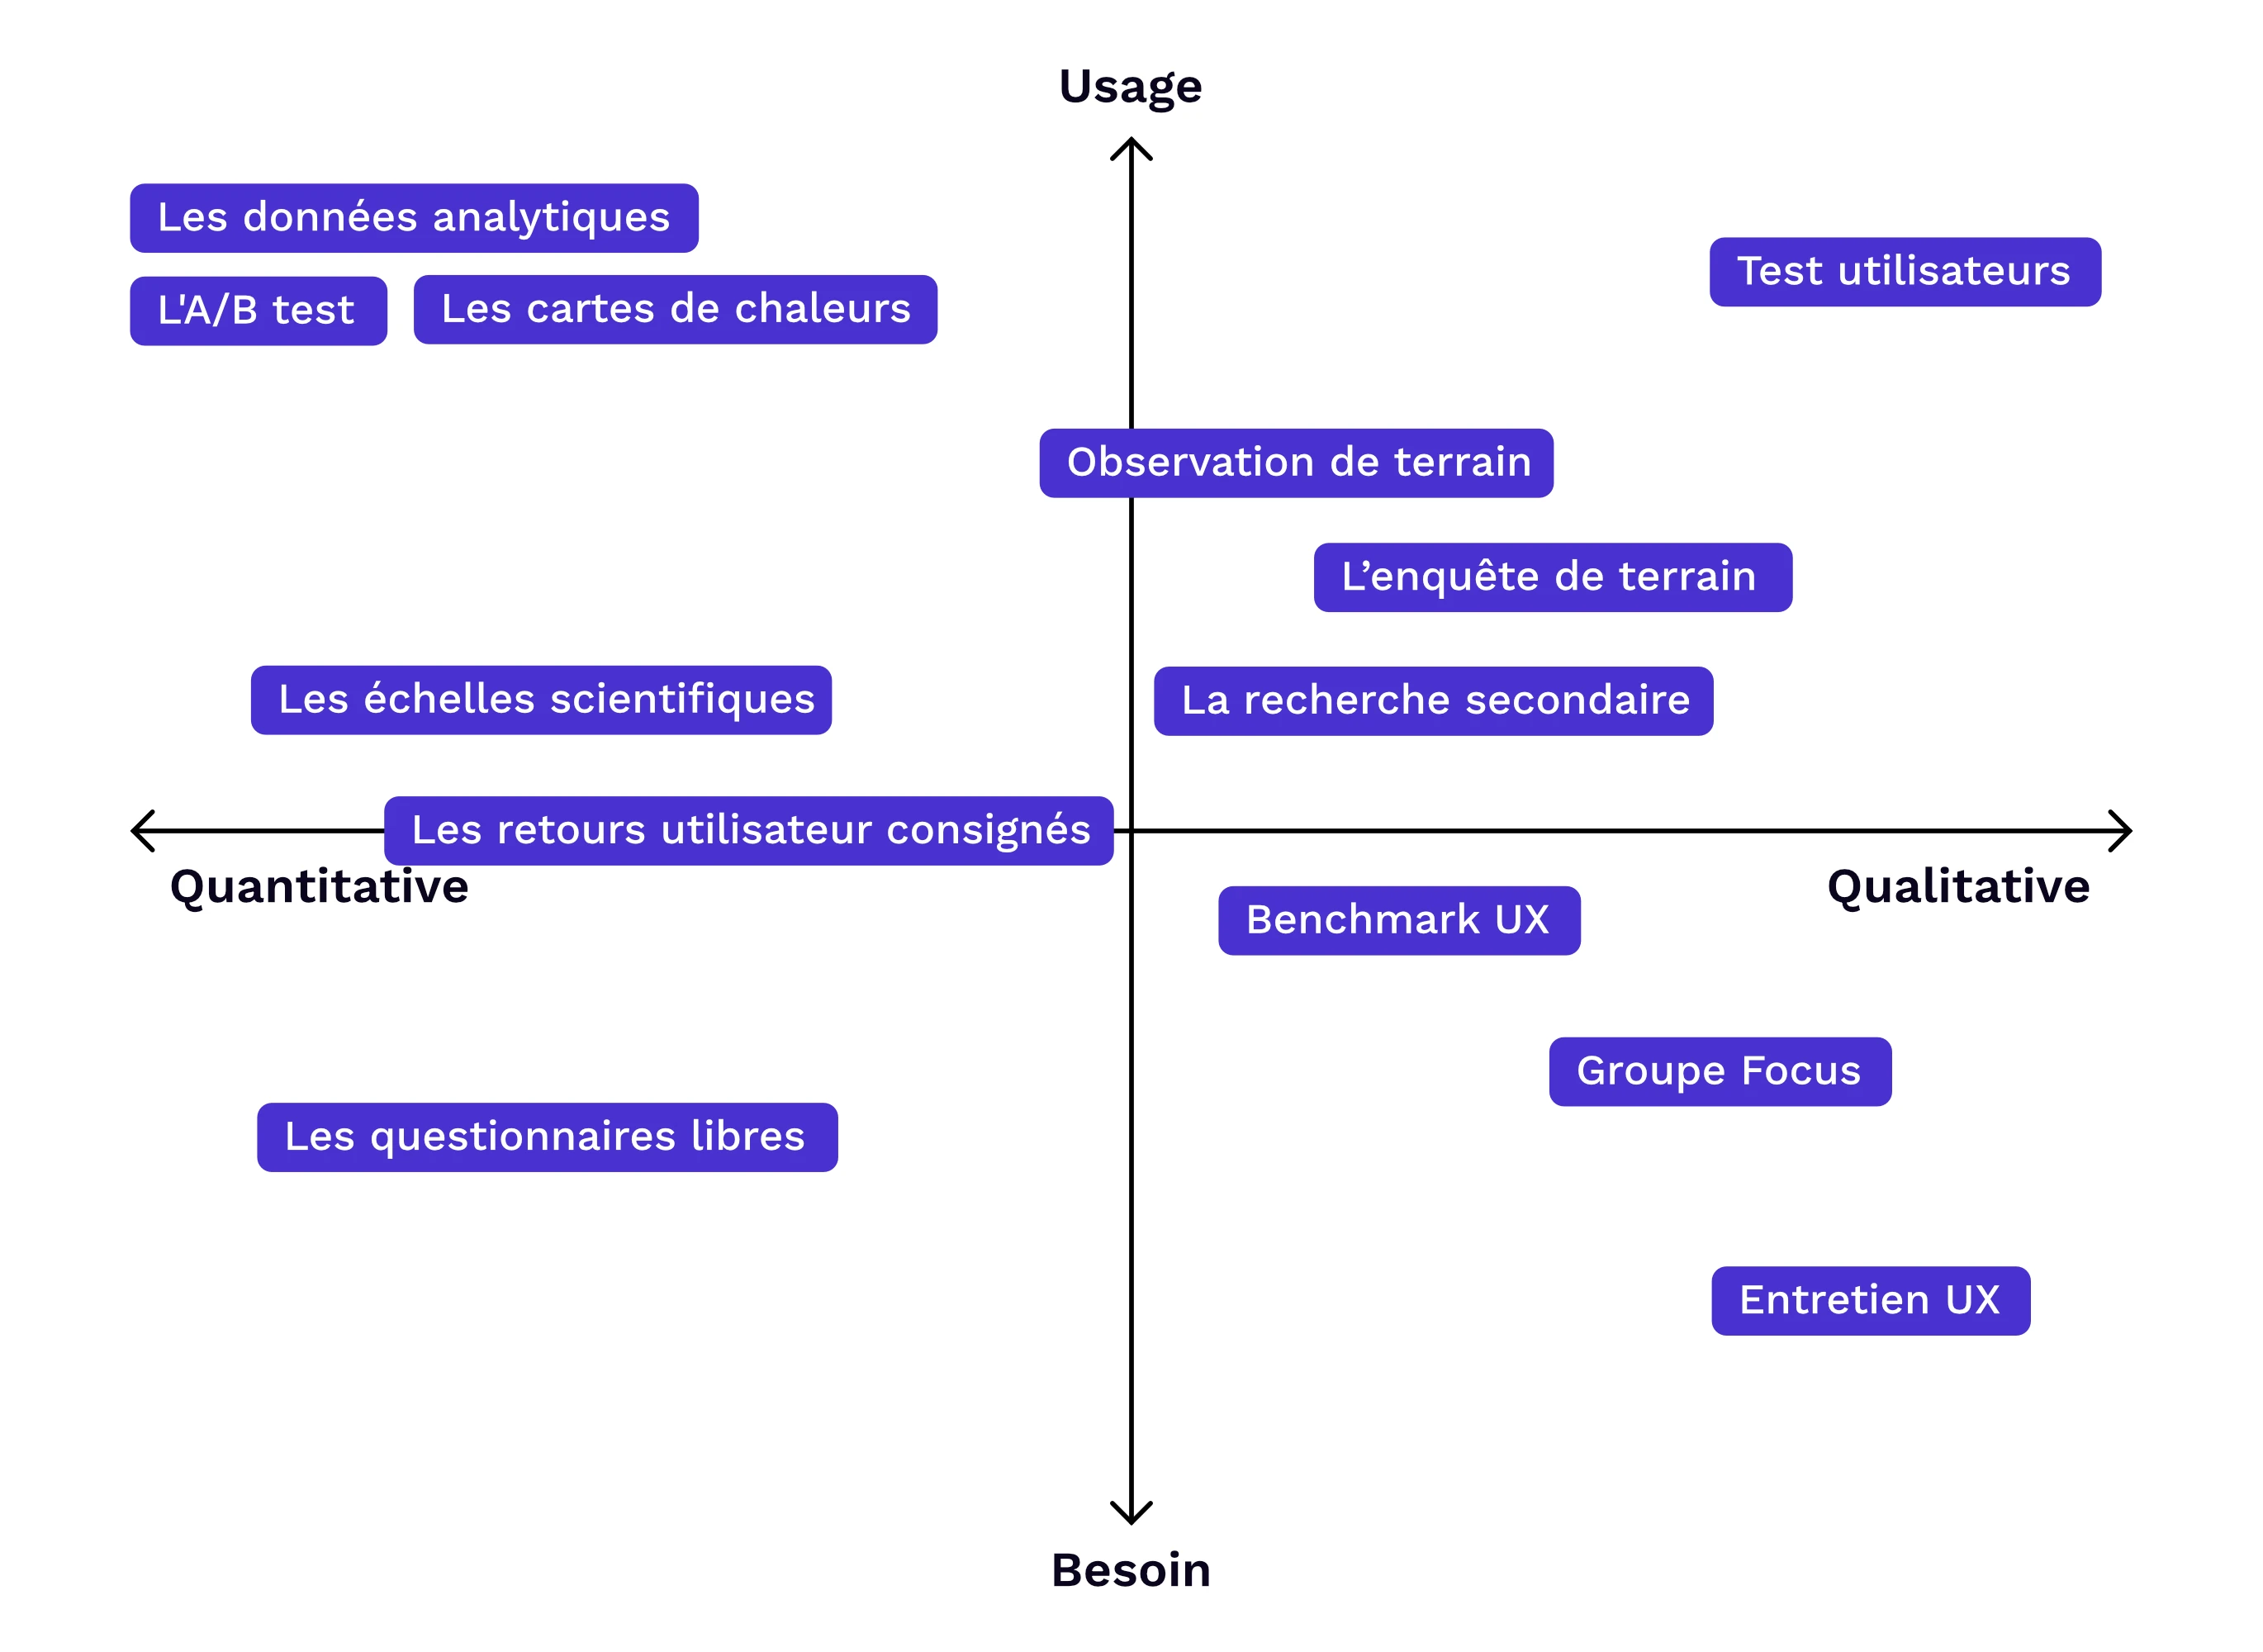 Usage
Les données analytiques
Test utilisateurs
L'A/B test
Les cartes de chaleurs
Observation de terrain
L’enquête de terrain
Les échelles scientifiques
La recherche secondaire
Les retours utilisateur consignés
Quantitative
Qualitative
Benchmark UX
Groupe Focus
Les questionnaires libres
Entretien UX
Besoin